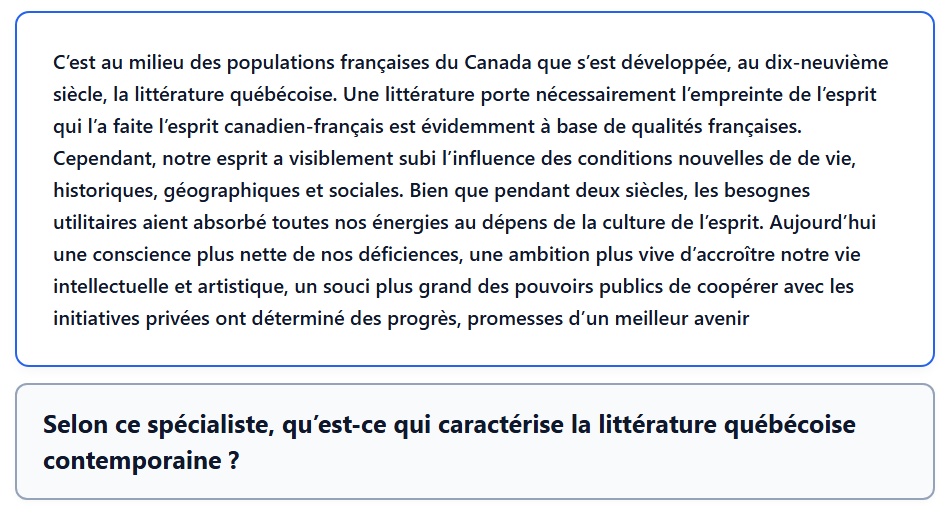 C’est au milieu des populations françaises du Canada que s’est développée, au dix-neuvième
siècle, la littérature québécoise. Une littérature porte nécessairement l’empreinte de l’esprit
qui l’a faite l’esprit canadien-français est évidemment à base de qualités françaises.
Cependant, notre esprit a visiblement subi l’influence des conditions nouvelles de de vie,
historiques, géographiques et sociales. Bien que pendant deux siècles, les besognes
utilitaires aient absorbé toutes nos énergies au dépens de la culture de l’esprit. Aujourd’hui
une conscience plus nette de nos déficiences, une ambition plus vive d’accroître notre vie
intellectuelle et artistique, un souci plus grand des pouvoirs publics de coopérer avec les
initiatives privées ont déterminé des progrès, promesses d’un meilleur avenir
Selon ce spécialiste, qu’est-ce qui caractérise la littérature québécoise
contemporaine ?